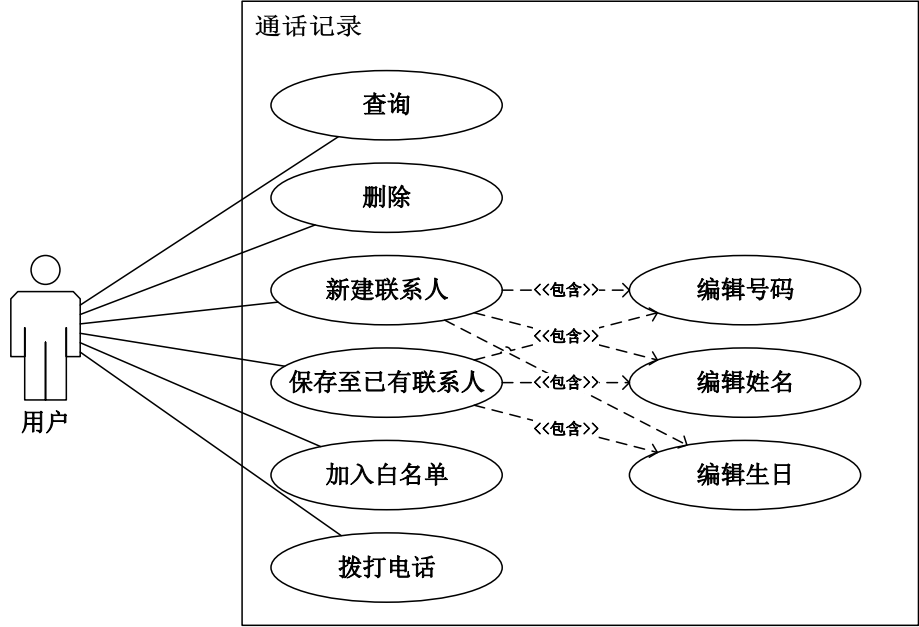 通话记录
查询
删除
新建联系人
<<包含>>
编辑号码
<<包含>>
保存至已有联系人
<<包含>>
编辑姓名
用户
<<包含>>
加入白名单
编辑生日
拨打电话